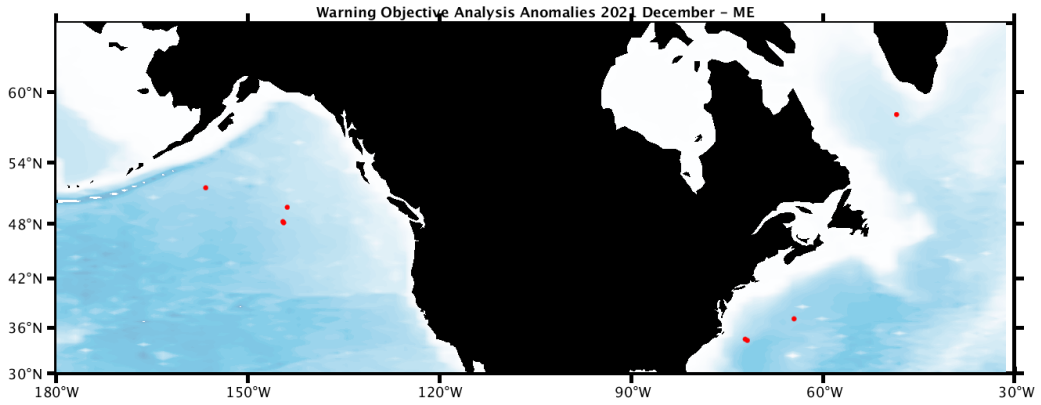 Warning Objective Analysis Anomalies 2021 December - ME
60°N
54°N
48°N
42°N
36°N
30°N
180°W 150°W 120°W 90°W 60°W 30°W